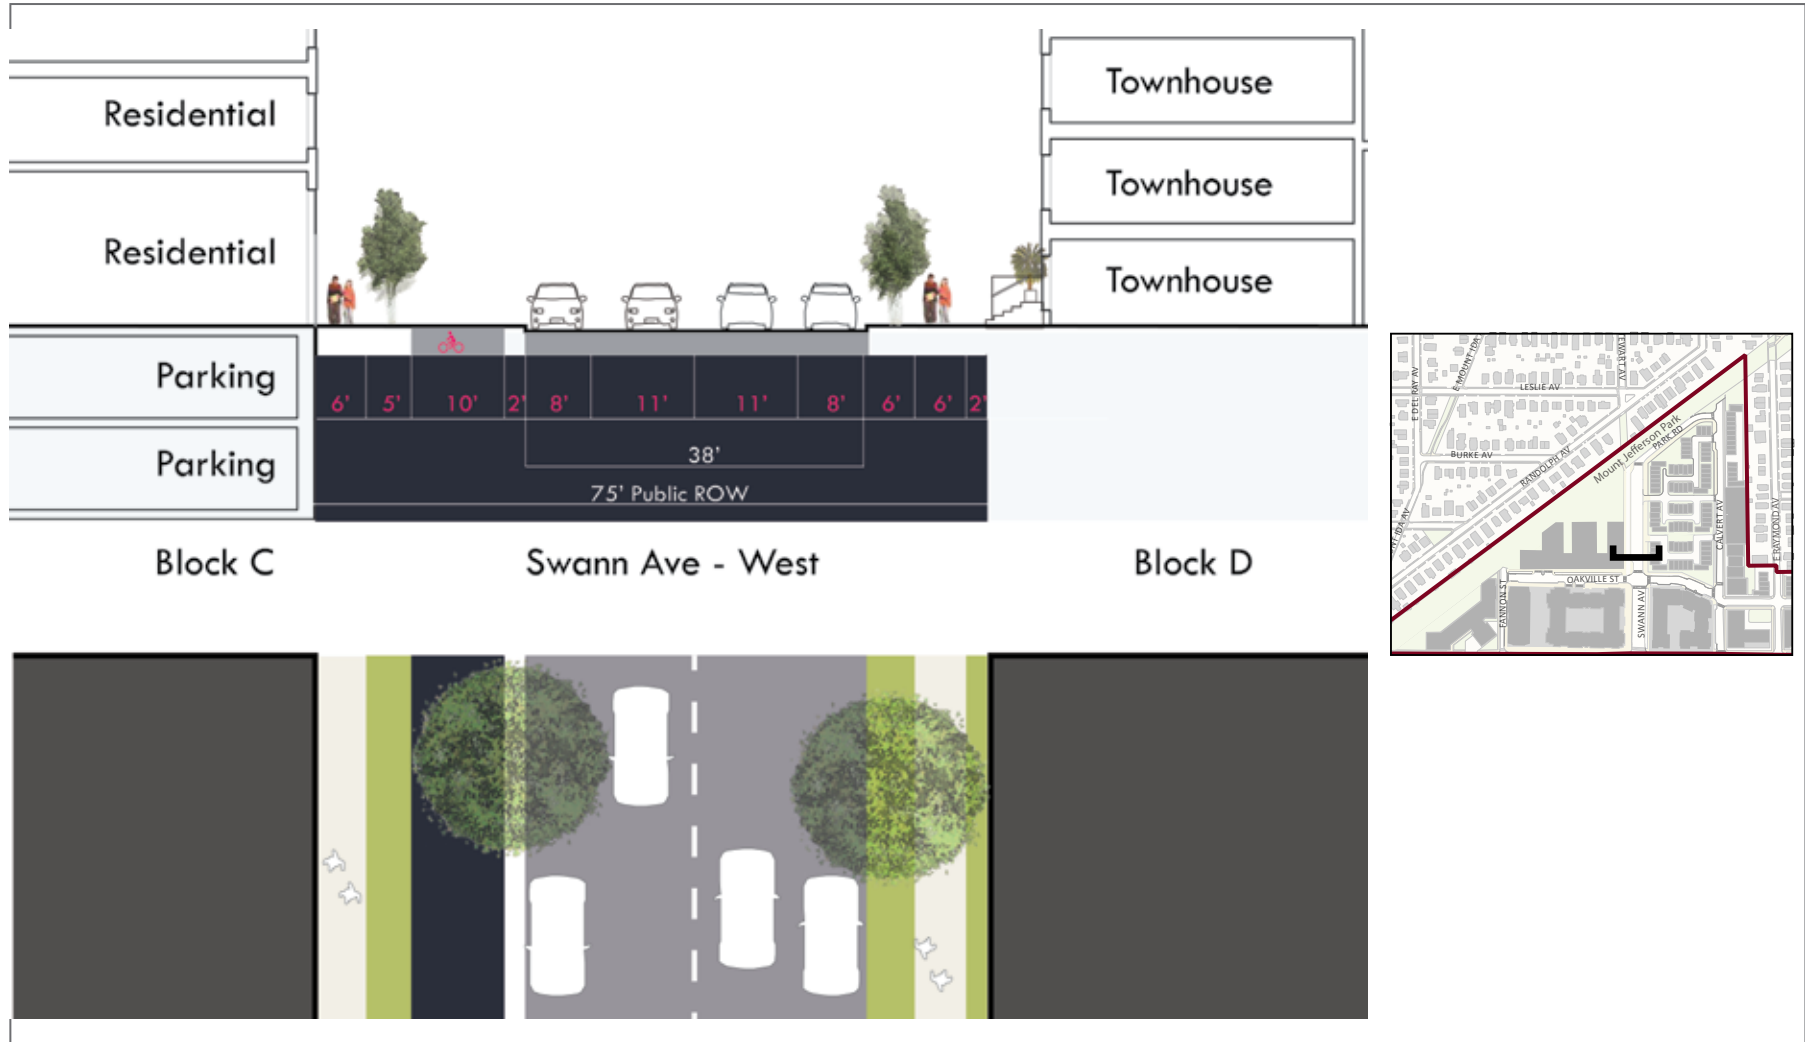 Residential
Residential
Parking
Parking
Townhouse
Townhouse
Townhouse
6' 5' 10' 2' 8' 11' 11' 8' 6' 6' 2'
38'
75' Public ROW
Block C
Swann Ave - West
Block D
E DEL RAY AV
E MOUNT IDA
LESLIE AV
BURKE AV
RANDOLPH AV
Mount Jefferson Park
PARK RD
CALVERT AV
E RAYMOND AV
OAKVILLE ST
FANNON ST
SWANN AV